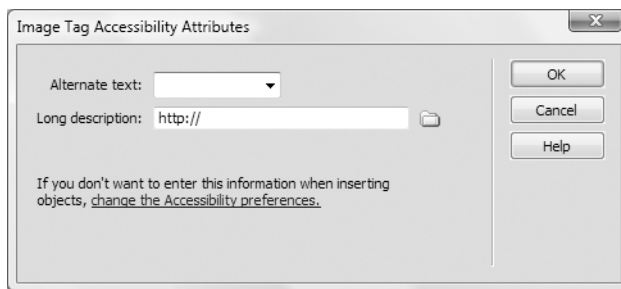 Image Tag Accessibility Attributes
Alternate text:
Long description: http://
OK
Cancel
Help
If you don't want to enter this information when inserting
objects, change the Accessibility preferences.